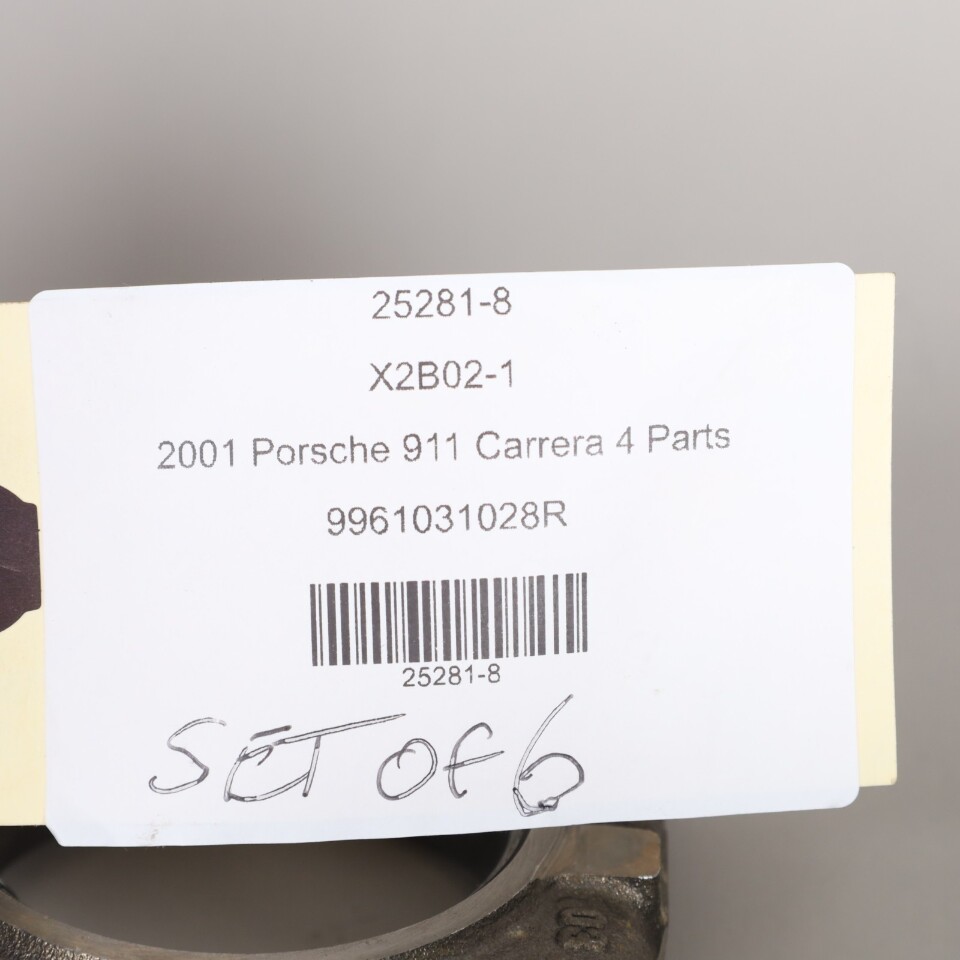 25281-8
X2B02-1
2001 Porsche 911 Carrera 4 Parts
9961031028R
25281-8
SET OF 6